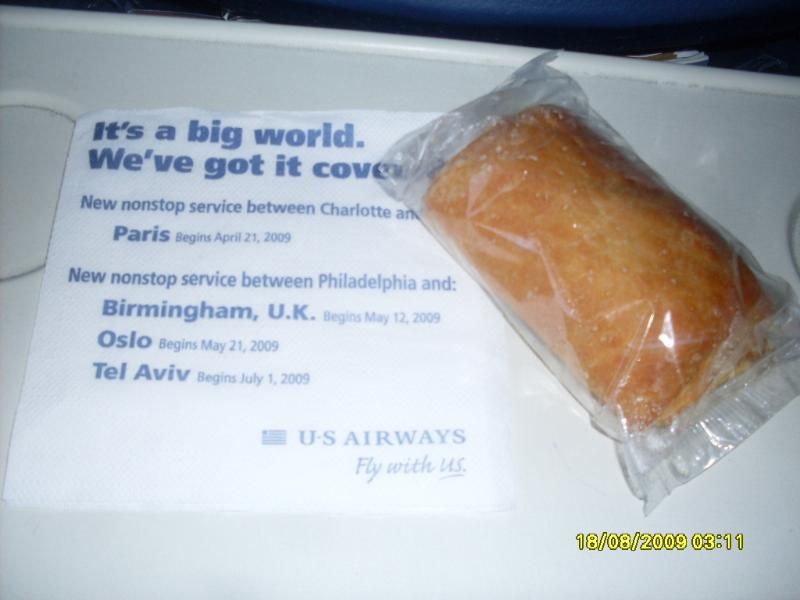 It's a big world.
We've got it
New nonstop service between Charlotte
Paris Begins April 21, 2009
New nonstop service between Philadelphia and:
Birmingham, U.K. Begins May 12, 2009
Oslo Begins May 21, 2009
Tel Aviv Begins July 1, 2009
U·S AIRWAYS
Fly with us.
18/08/2009 03:11